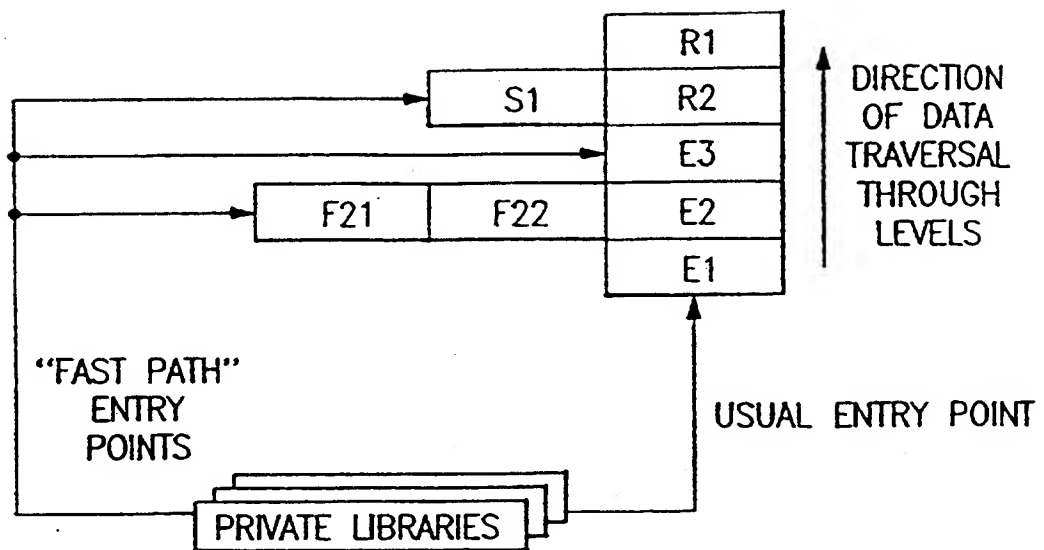 R1
S1 R2
E3
F21 F22 E2
E1
DIRECTION
OF DATA
TRAVERSAL
THROUGH
LEVELS
“FAST PATH”
ENTRY
POINTS
USUAL ENTRY POINT
PRIVATE LIBRARIES